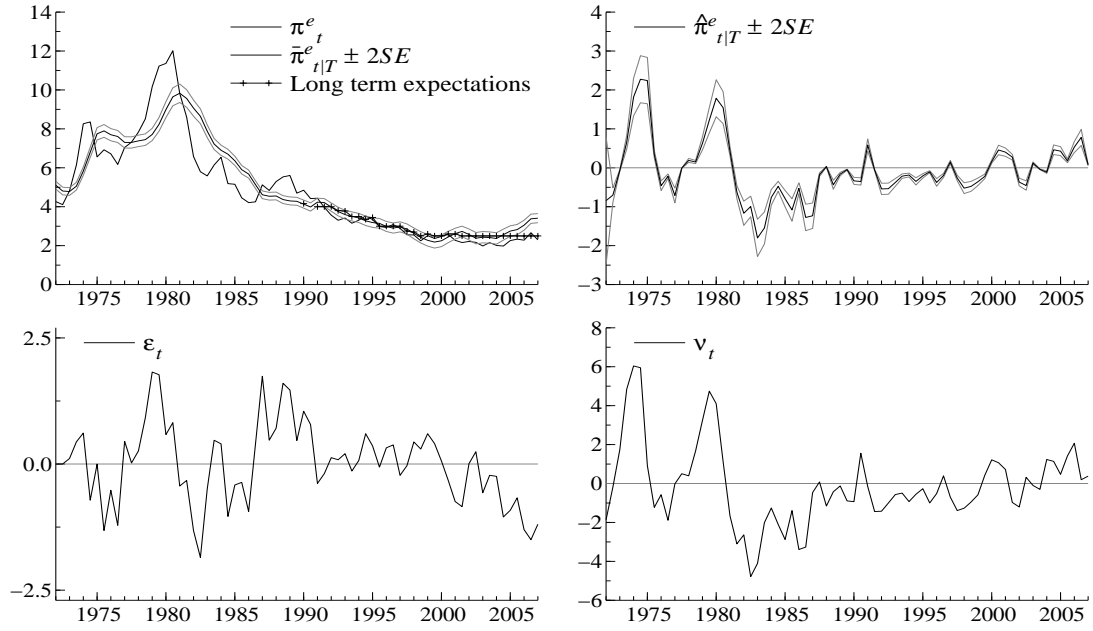 14
12
10
8
6
4
2
0
π^e_t
π̄^e_{t|T} ± 2SE
Long term expectations
1975 1980 1985 1990 1995 2000 2005
4
3
2
1
0
−1
−2
−3
π̂^e_{t|T} ± 2SE
1975 1980 1985 1990 1995 2000 2005
2.5
0.0
−2.5
ε_t
1975 1980 1985 1990 1995 2000 2005
8
6
4
2
0
−2
−4
−6
ν_t
1975 1980 1985 1990 1995 2000 2005